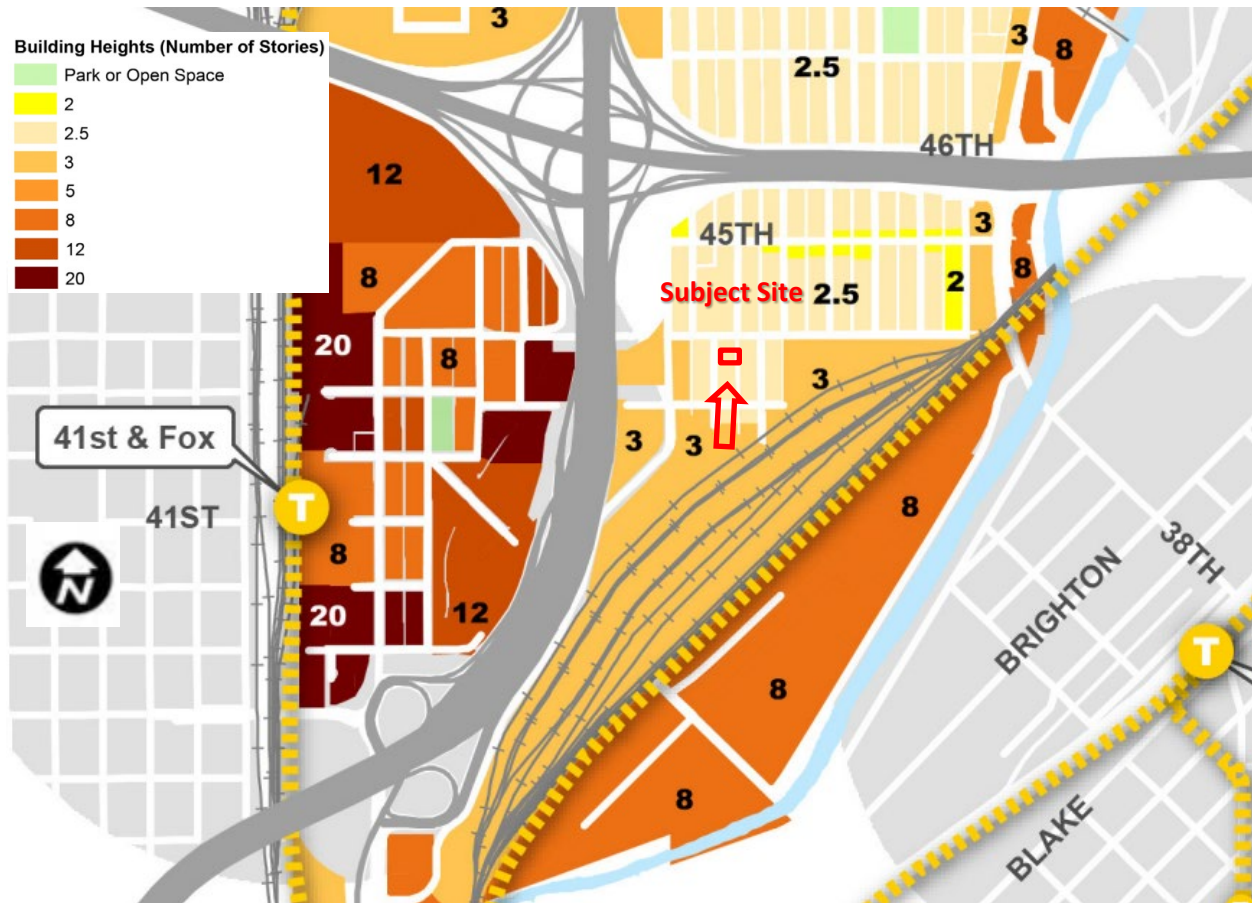 Building Heights (Number of Stories)
Park or Open Space
2
2.5
3
5
8
12
20
3
3
8
2.5
46TH
12
45TH
3
8
8
Subject Site
2.5
2
20
8
3
41st & Fox
3
3
T
41ST
8
8
38TH
N
BRIGHTON
20
12
T
8
8
BLAKE